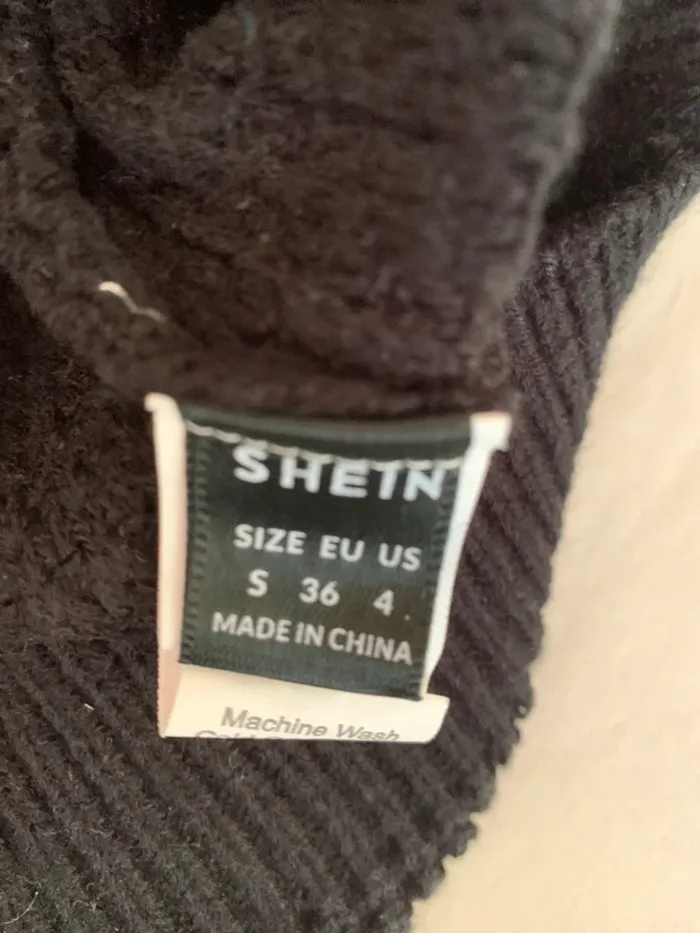 SHEIN
SIZE EU US
S 36 4
MADE IN CHINA
Machine Wash